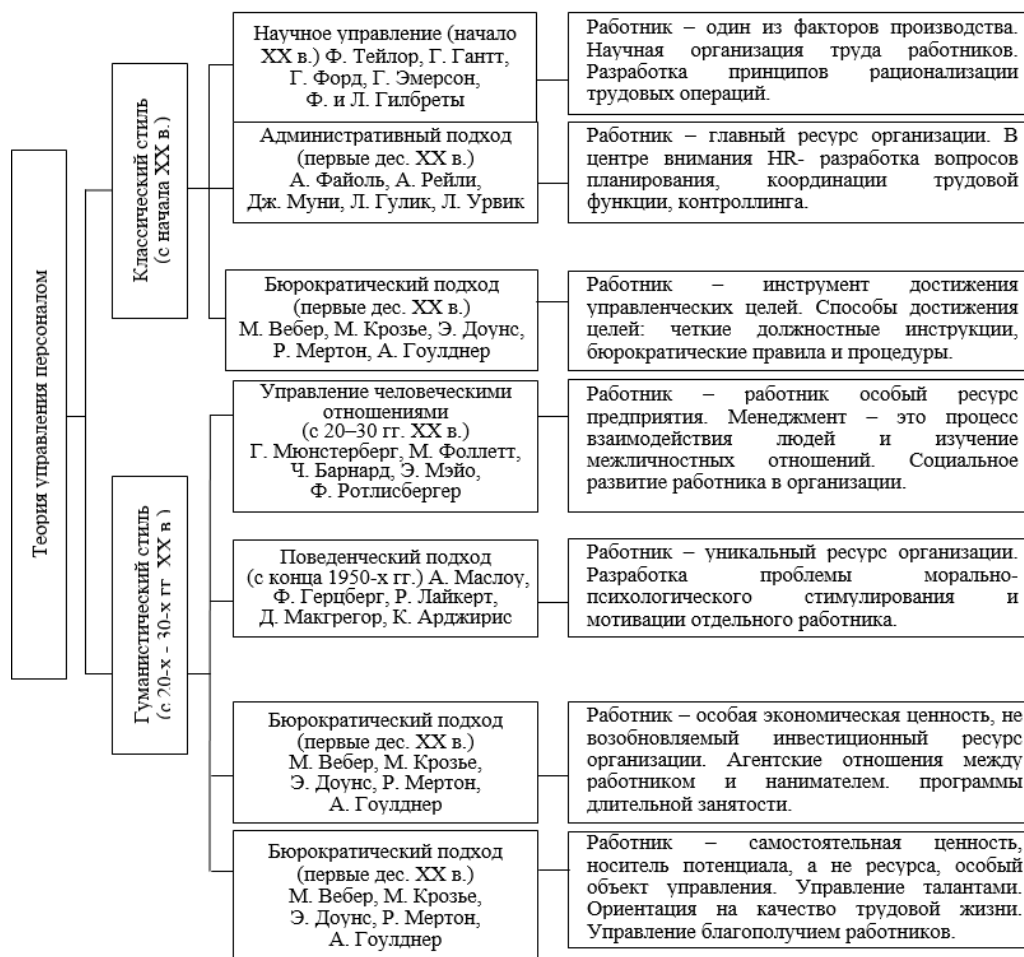 Теория управления персоналом
Классический стиль
(с начала XX в.)
Научное управление (начало
XX в.) Ф. Тейлор, Г. Гантт,
Г. Форд, Г. Эмерсон,
Ф. и Л. Гилбреты
Работник – один из факторов производства.
Научная организация труда работников.
Разработка принципов рационализации
трудовых операций.
Административный подход
(первые дес. XX в.)
А. Файоль, А. Рейли,
Дж. Муни, Л. Гулик, Л. Урвик
Работник – главный ресурс организации. В
центре внимания HR- разработка вопросов
планирования, координации трудовой
функции, контроллинга.
Бюрократический подход
(первые дес. XX в.)
М. Вебер, М. Крозье, Э. Доунс,
Р. Мертон, А. Гоулднер
Работник – инструмент достижения
управленческих целей. Способы достижения
целей: четкие должностные инструкции,
бюрократические правила и процедуры.
Гуманистический стиль
(с 20-х - 30-х гг XX в.)
Управление человеческими
отношениями
(с 20–30 гг. XX в.)
Г. Мюнстерберг, М. Фоллетт,
Ч. Барнард, Э. Мэйо,
Ф. Ротлисбергер
Работник – работник особый ресурс
предприятия. Менеджмент – это процесс
взаимодействия людей и изучение
межличностных отношений. Социальное
развитие работника в организации.
Поведенческий подход
(с конца 1950-х гг.) А. Маслоу,
Ф. Герцберг, Р. Лайкерт,
Д. Макгрегор, К. Арджирис
Работник – уникальный ресурс организации.
Разработка проблемы морально-
психологического стимулирования и
мотивации отдельного работника.
Бюрократический подход
(первые дес. XX в.)
М. Вебер, М. Крозье,
Э. Доунс, Р. Мертон,
А. Гоулднер
Работник – особая экономическая ценность, не
возобновляемый инвестиционный ресурс
организации. Агентские отношения между
работником и нанимателем. программы
длительной занятости.
Бюрократический подход
(первые дес. XX в.)
М. Вебер, М. Крозье,
Э. Доунс, Р. Мертон,
А. Гоулднер
Работник – самостоятельная ценность,
носитель потенциала, а не ресурса, особый
объект управления. Управление талантами.
Ориентация на качество трудовой жизни.
Управление благополучием работников.